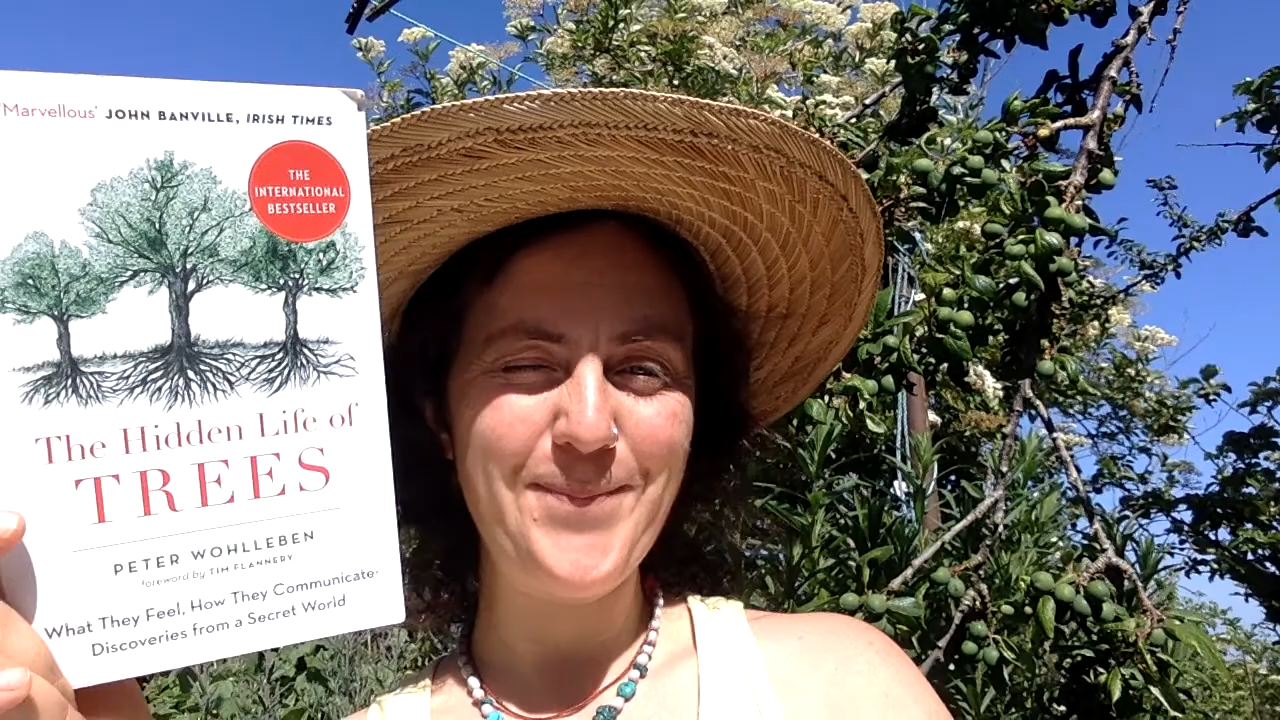 'Marvellous' JOHN BANVILLE, IRISH TIMES
THE
INTERNATIONAL
BESTSELLER
The Hidden Life of
TREES
PETER WOHLLEBEN
foreword by TIM FLANNERY
What They Feel, How They Communicate-
Discoveries from a Secret World